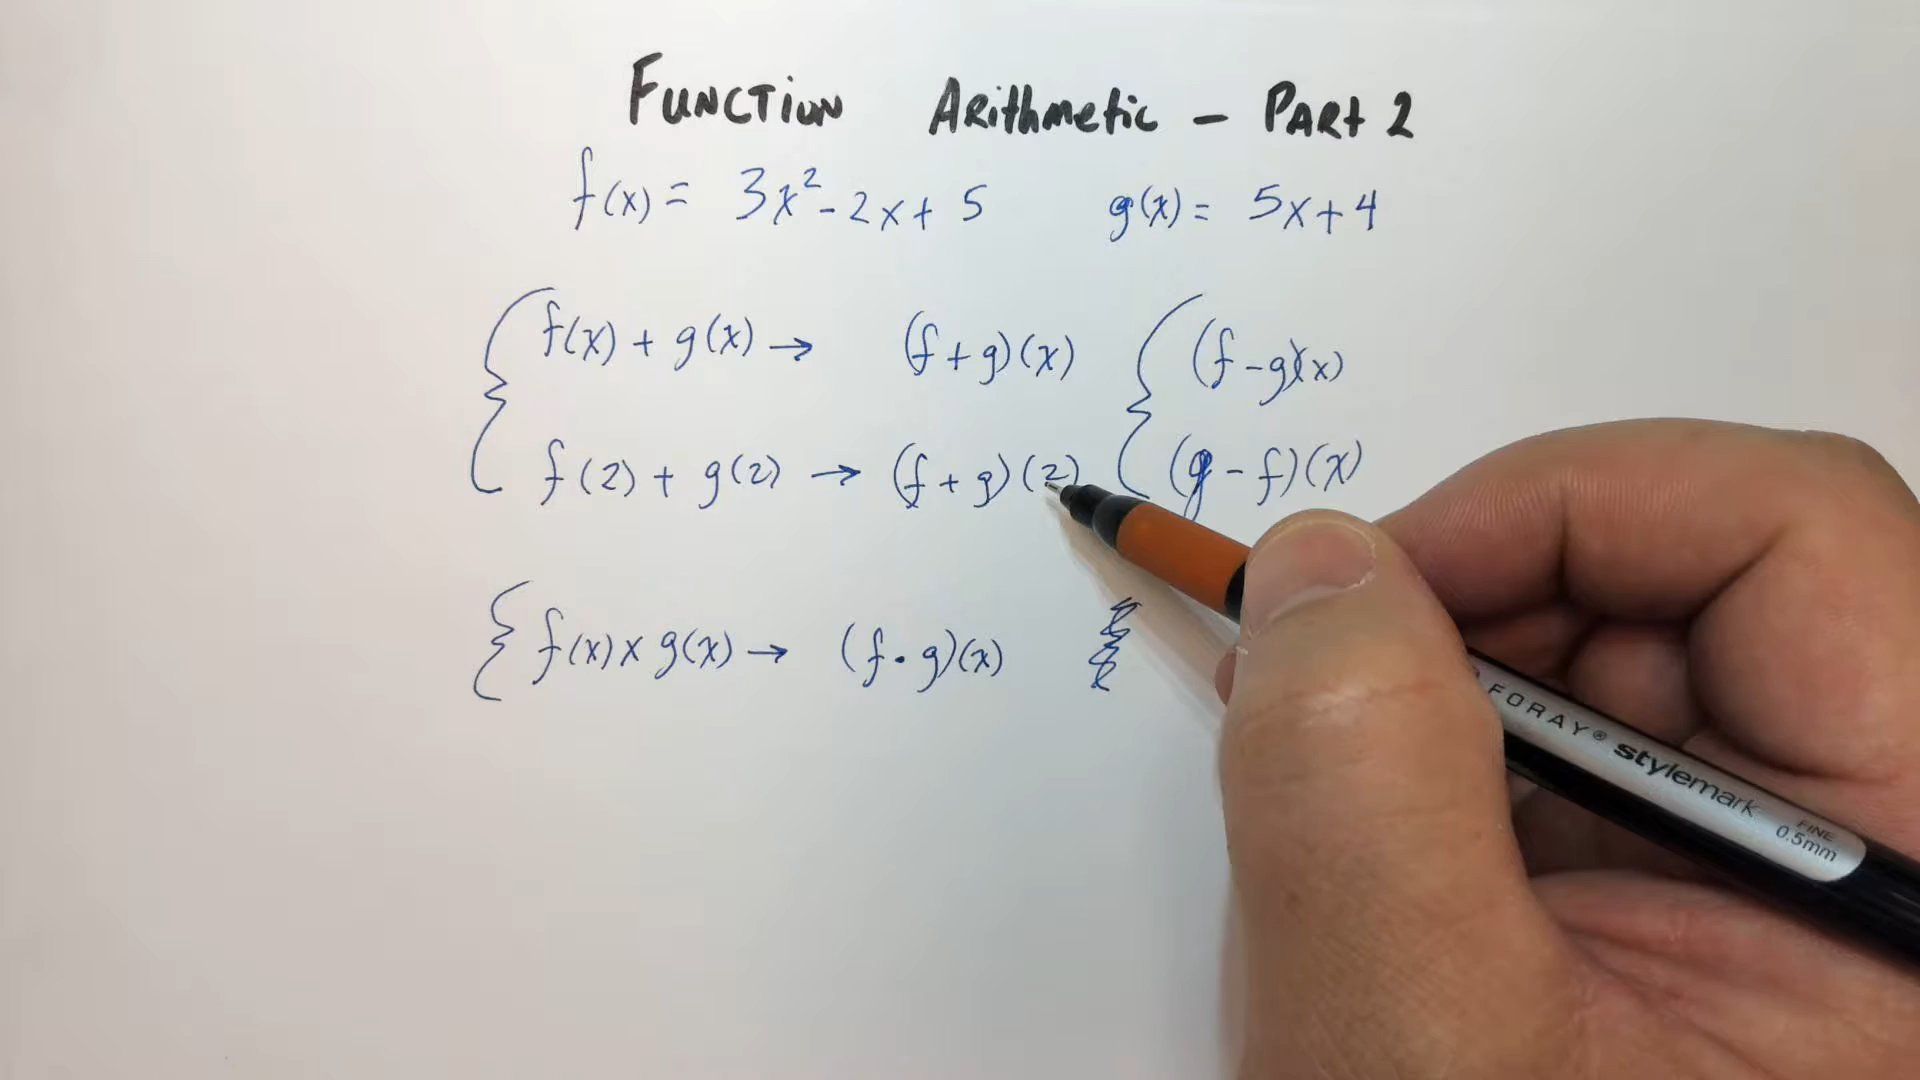 Function Arithmetic - Part 2
f(x) = 3x² - 2x + 5 g(x) = 5x + 4
f(x) + g(x) → (f + g)(x) (f - g)(x)
f(2) + g(2) → (f + g)(2) (g - f)(x)
f(x) x g(x) → (f · g)(x)
FORAY® stylemark
FINE
0.5mm